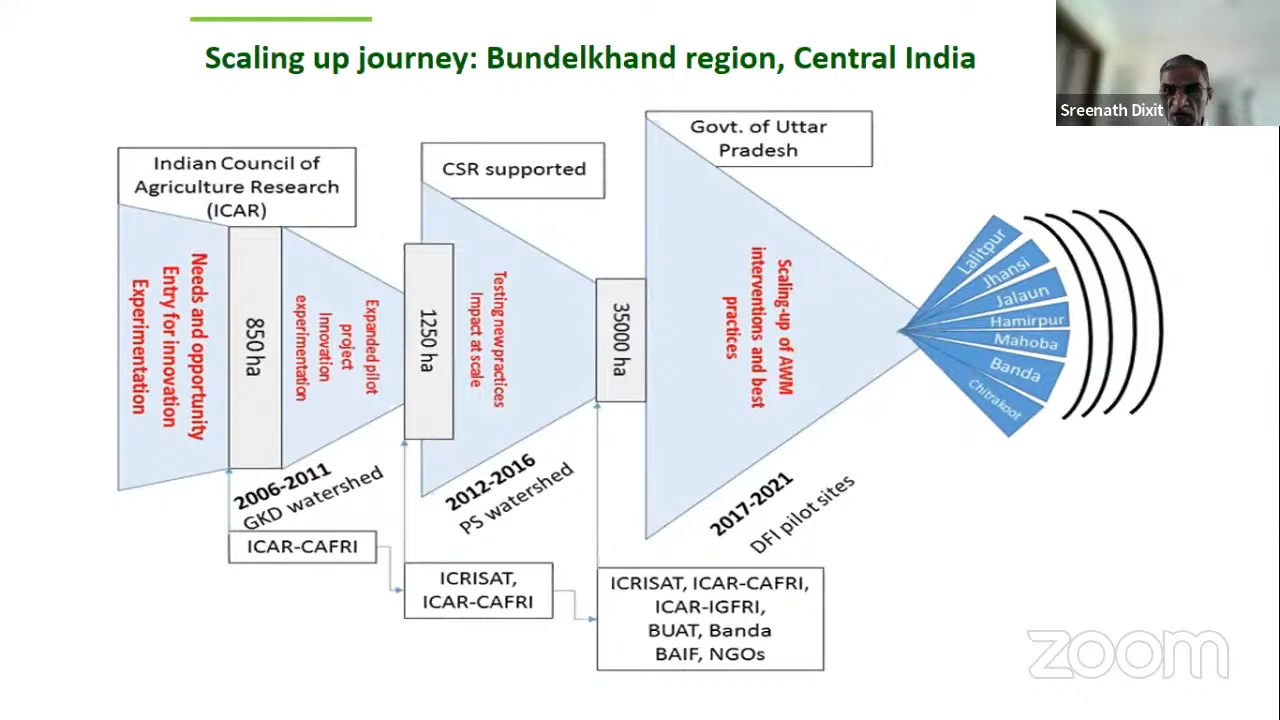 Scaling up journey: Bundelkhand region, Central India
Sreenath Dixit
Indian Council of
Agriculture Research
(ICAR)
CSR supported
Govt. of Uttar
Pradesh
Needs and opportunity
Entry for innovation
Experimentation
850 ha
Expanded pilot
project
Innovation
experimentation
1250 ha
Testing new practices
Impact at scale
35000 ha
Scaling-up of AWM
interventions and best
practices
Lalitpur
Jhansi
Jalaun
Hamirpur
Mahoba
Banda
Chitrakoot
2006-2011
GKD watershed
2012-2016
PS watershed
2017-2021
DFI pilot sites
ICAR-CAFRI
ICRISAT,
ICAR-CAFRI
ICRISAT, ICAR-CAFRI,
ICAR-IGFRI,
BUAT, Banda
BAIF, NGOs
zoom